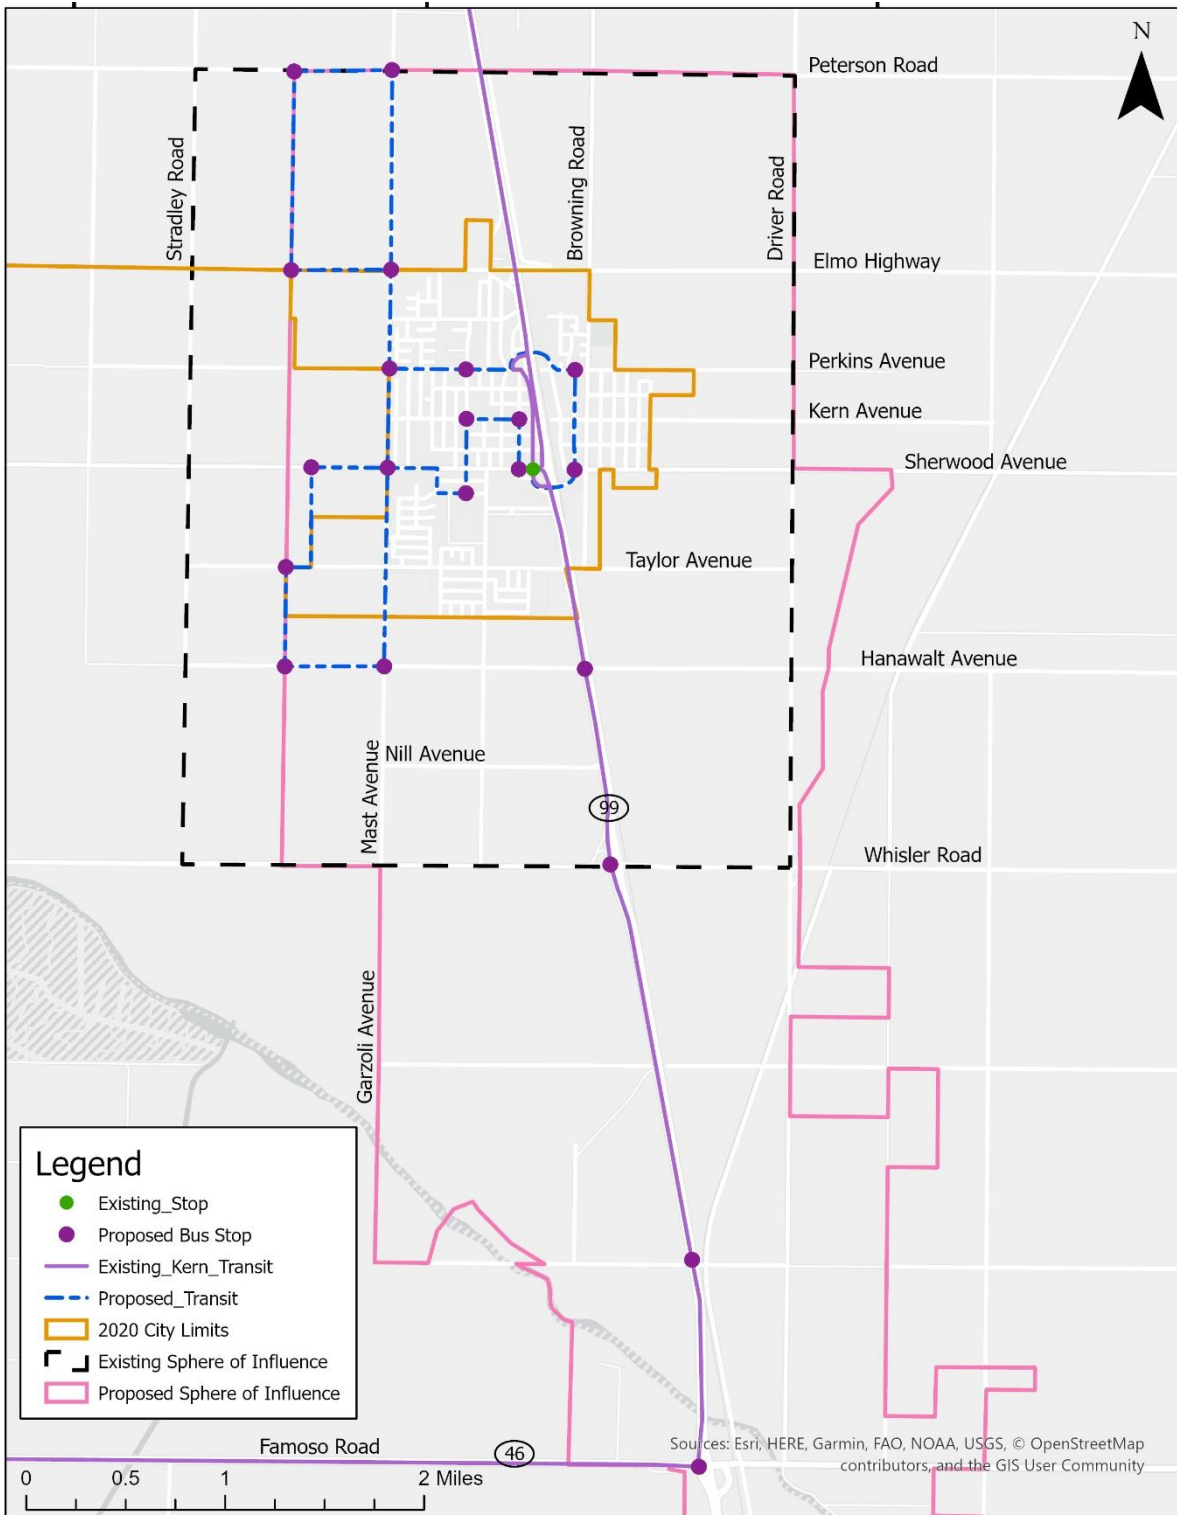 N
Peterson Road
Stradley Road
Browning Road
Driver Road
Elmo Highway
Perkins Avenue
Kern Avenue
Sherwood Avenue
Taylor Avenue
Hanawalt Avenue
Nill Avenue
Mast Avenue
99
Whisler Road
Garzoli Avenue
Legend
Existing_Stop
Proposed Bus Stop
Existing_Kern_Transit
Proposed_Transit
2020 City Limits
Existing Sphere of Influence
Proposed Sphere of Influence
Famoso Road
46
Sources: Esri, HERE, Garmin, FAO, NOAA, USGS, © OpenStreetMap
contributors, and the GIS User Community
0 0.5 1 2 Miles